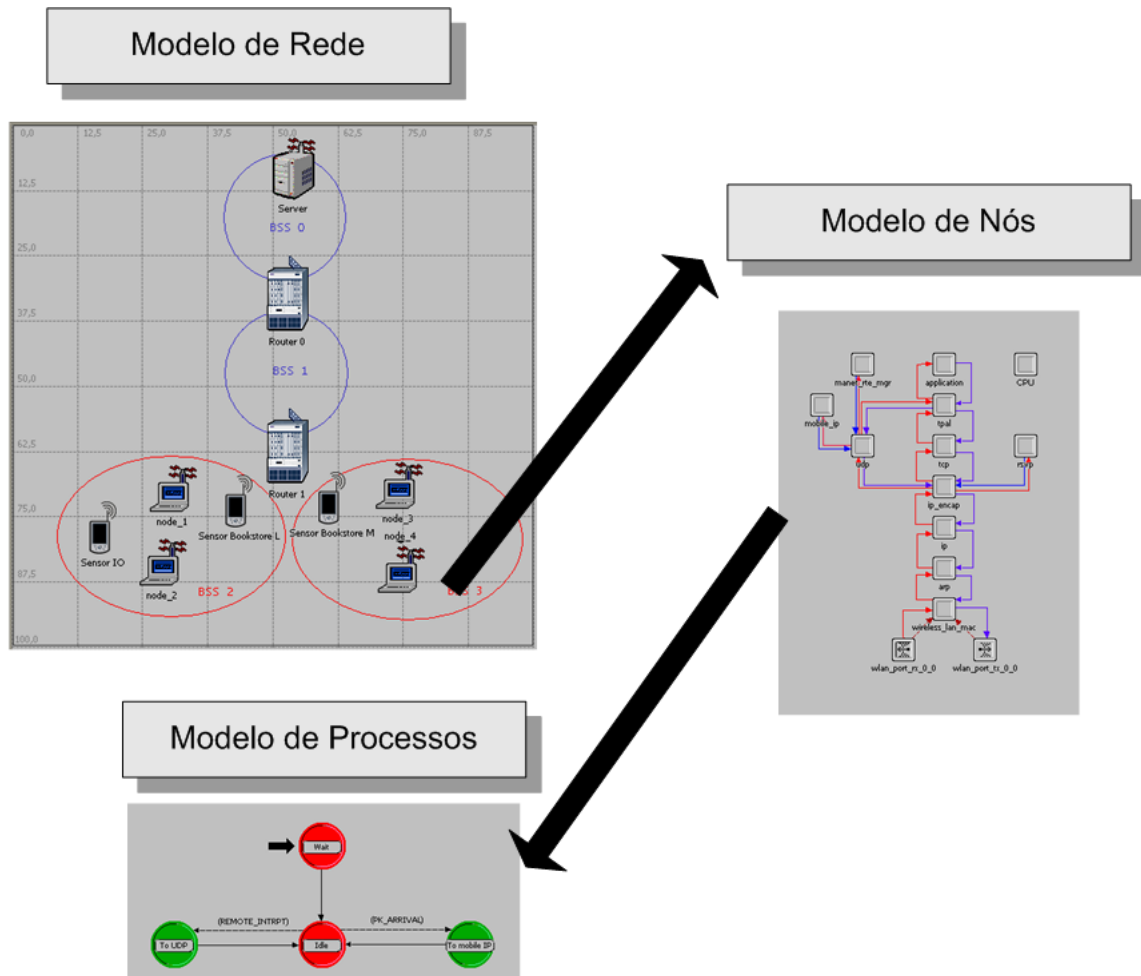 Modelo de Rede
0,0 12,5 25,0 37,5 50,0 62,5 75,0 87,5
12,5
25,0
37,5
50,0
62,5
75,0
87,5
100,0
Server
BSS 0
Router 0
BSS 1
Router 1
Sensor IO
node_1
node_2
Sensor Bookstore L
BSS 2
Sensor Bookstore M
node_3
node_4
BSS 3
Modelo de Nós
manet_rte_mgr
application
CPU
mobile_ip
tpal
udp
tcp
rsvp
ip_encap
ip
arp
wireless_lan_mac
wlan_port_rx_0_0
wlan_port_tx_0_0
Modelo de Processos
Wait
(REMOTE_INTRPT)
(PK_ARRIVAL)
To UDP
Idle
To mobile IP